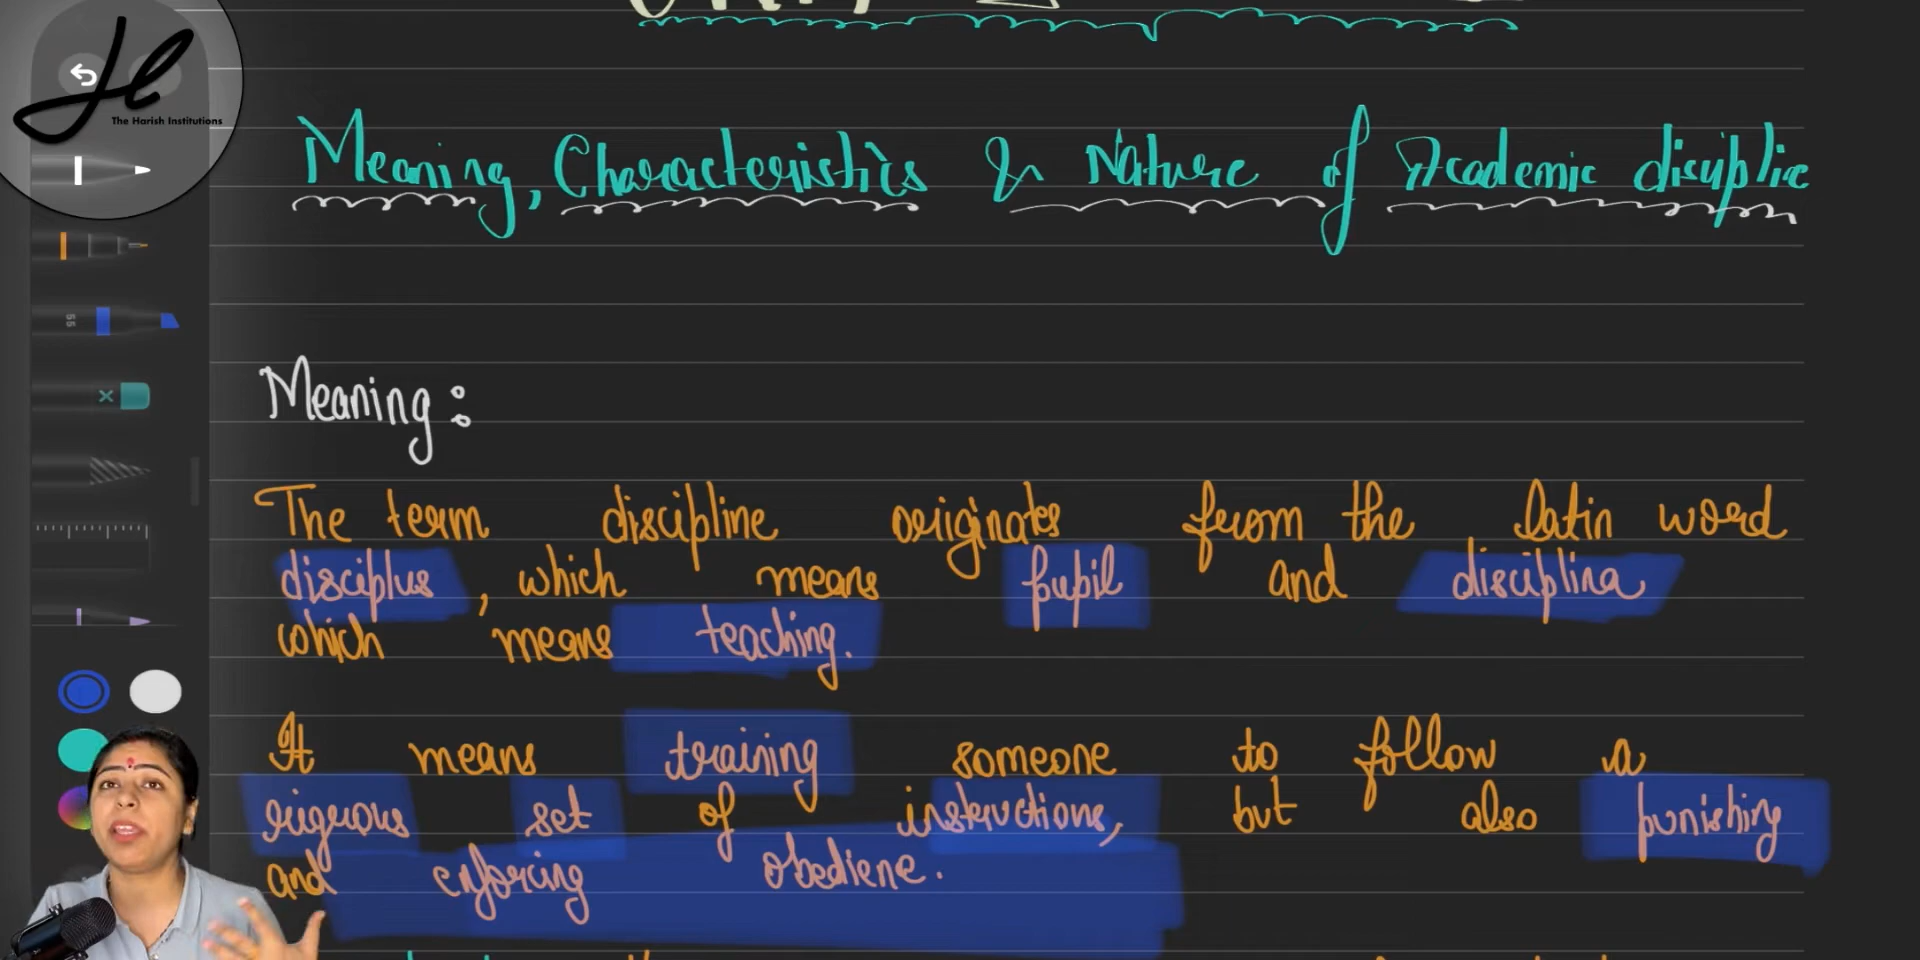 The Harish Institutions
Meaning, Characteristics & Nature of Academic discipline
Meaning:
The term discipline originates from the latin word
disciplus, which means pupil and disciplina
which means teaching.
It means training someone to follow a
rigurous set of instructions, but also punishing
and enforcing obediene.